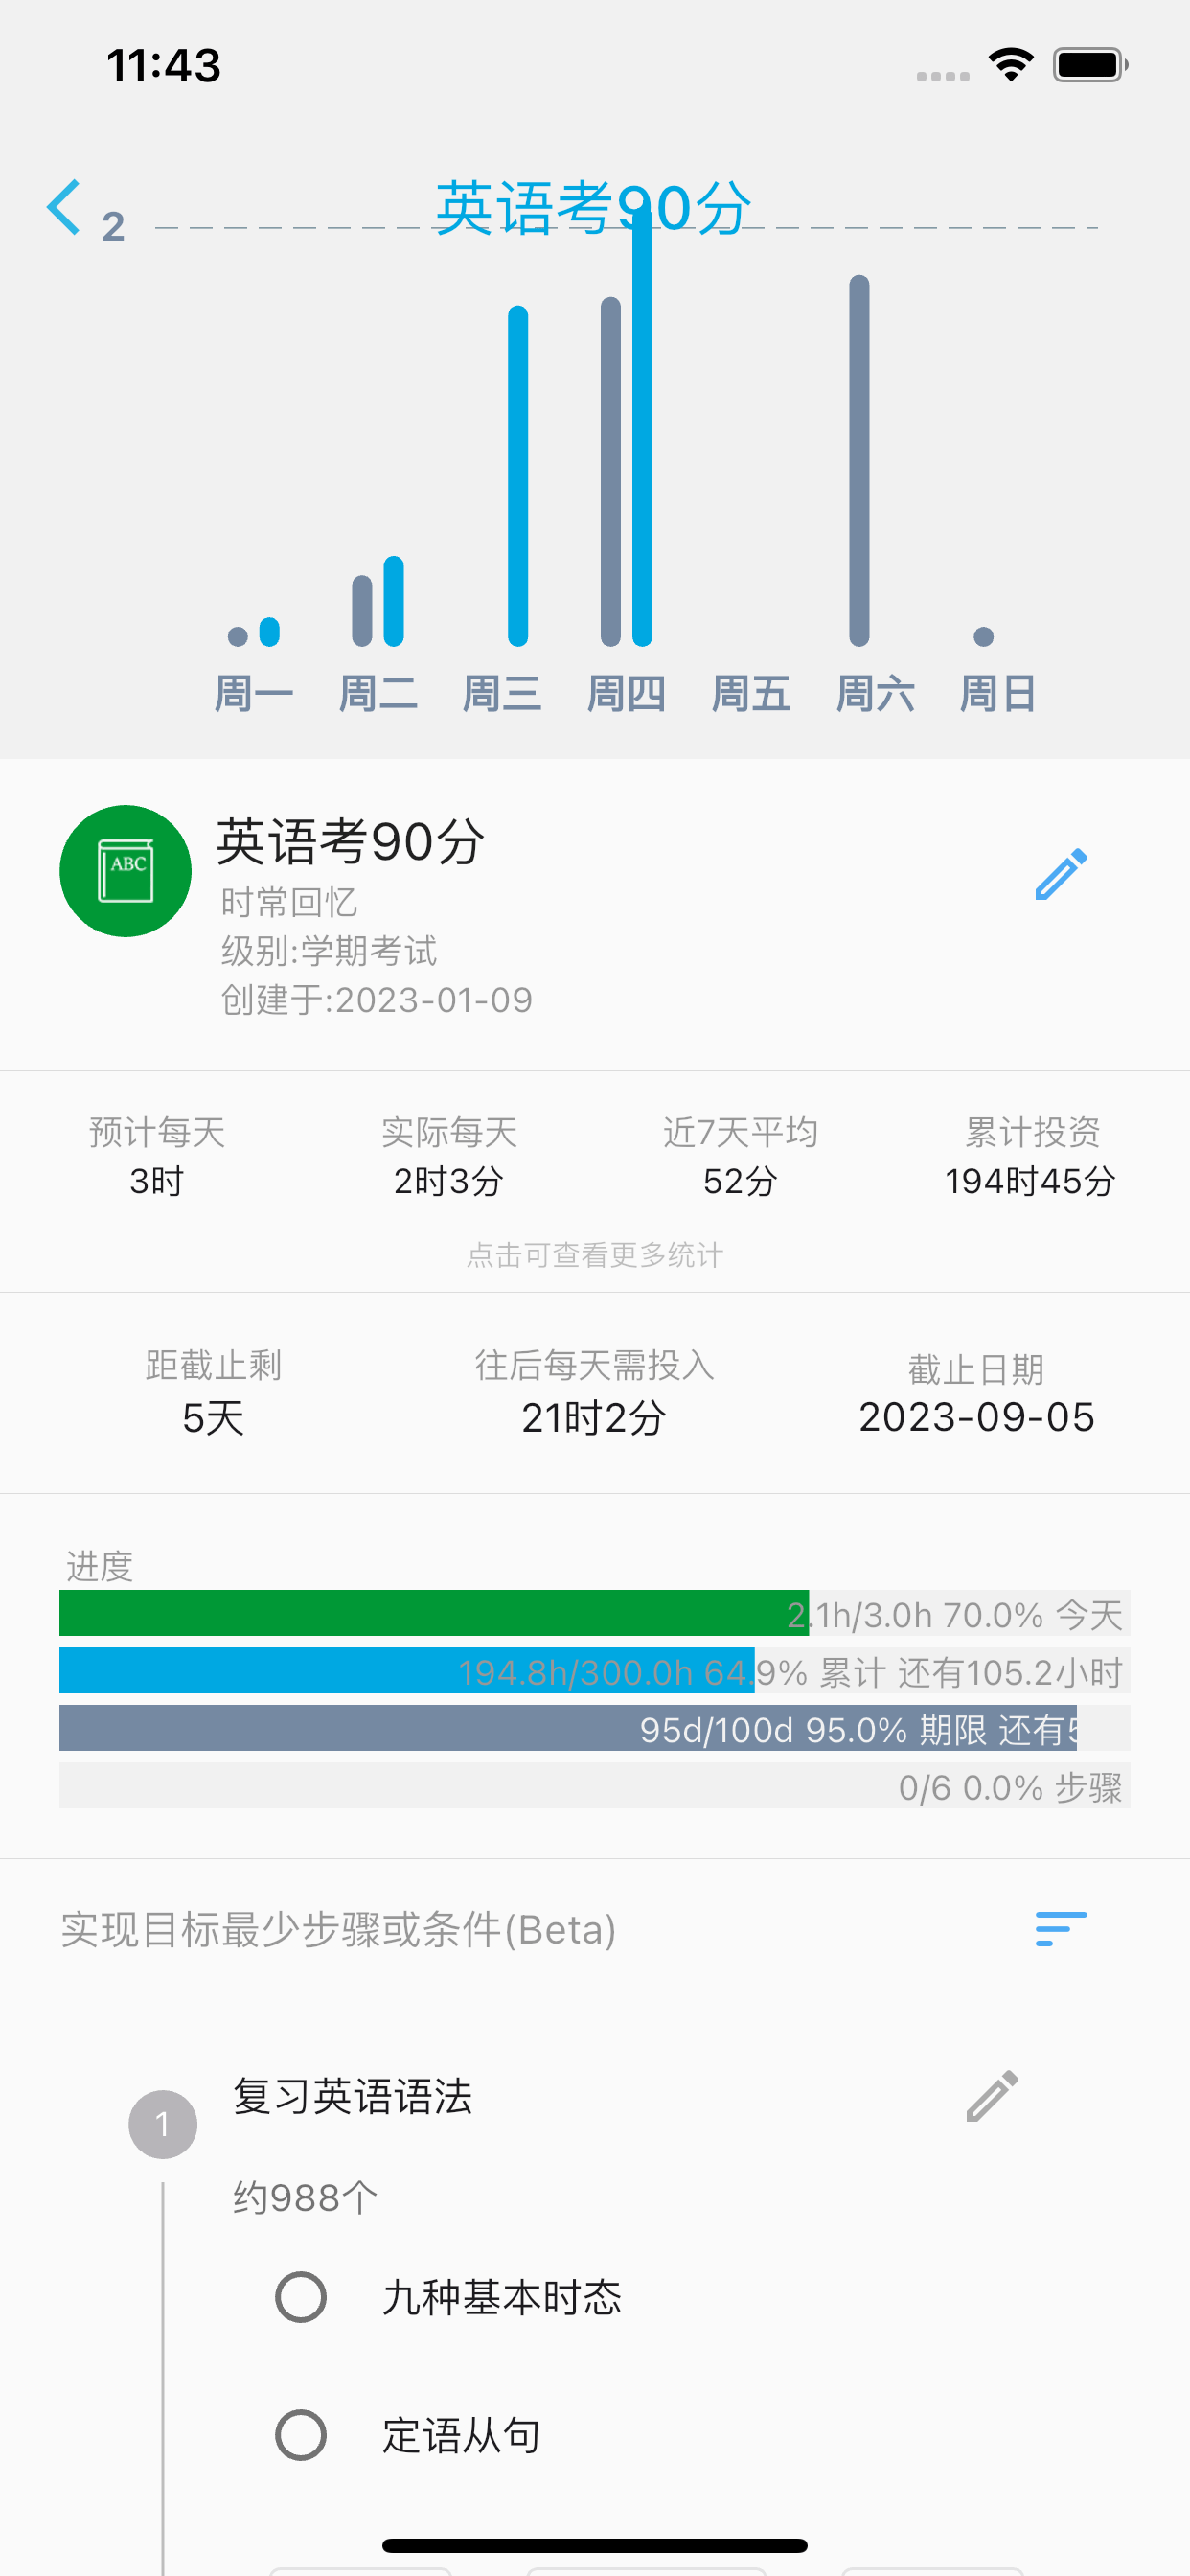 11:43
英语考90分
2
周一 周二 周三 周四 周五 周六 周日
ABC
英语考90分
时常回忆
级别:学期考试
创建于:2023-01-09
预计每天 实际每天 近7天平均 累计投资
3时 2时3分 52分 194时45分
点击可查看更多统计
距截止剩 往后每天需投入 截止日期
5天 21时2分 2023-09-05
进度
2.1h/3.0h 70.0% 今天
194.8h/300.0h 64.9% 累计 还有105.2小时
95d/100d 95.0% 期限 还有5
0/6 0.0% 步骤
实现目标最少步骤或条件(Beta)
1
复习英语语法
约988个
九种基本时态
定语从句